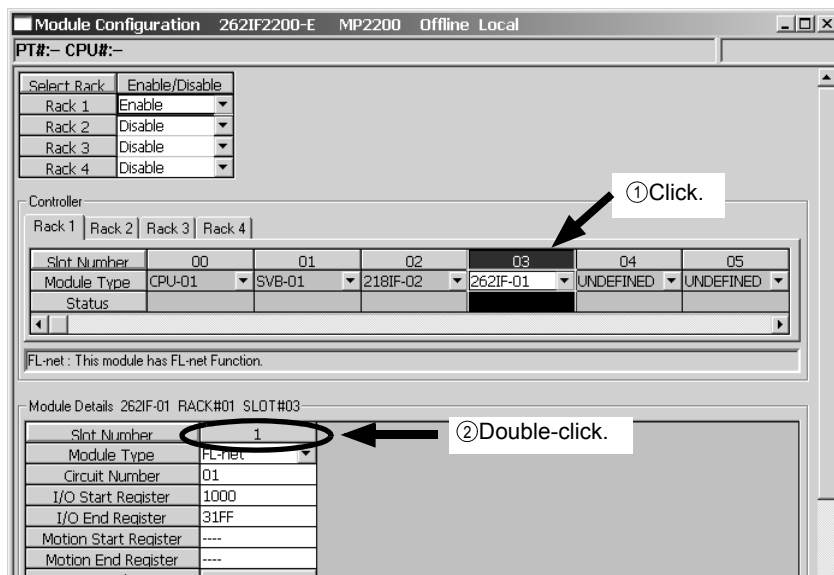 Module Configuration 262IF2200-E MP2200 Offline Local
PT#:– CPU#:–
Select Rack Enable/Disable
Rack 1 Enable
Rack 2 Disable
Rack 3 Disable
Rack 4 Disable
①Click.
Controller
Rack 1 Rack 2 Rack 3 Rack 4
Slot Number 00 01 02 03 04 05
Module Type CPU-01 SVB-01 218IF-02 262IF-01 UNDEFINED UNDEFINED
Status
FL-net : This module has FL-net Function.
Module Details 262IF-01 RACK#01 SLOT#03
Slot Number 1
②Double-click.
Module Type FL-net
Circuit Number 01
I/O Start Register 1000
I/O End Register 31FF
Motion Start Register ----
Motion End Register ----